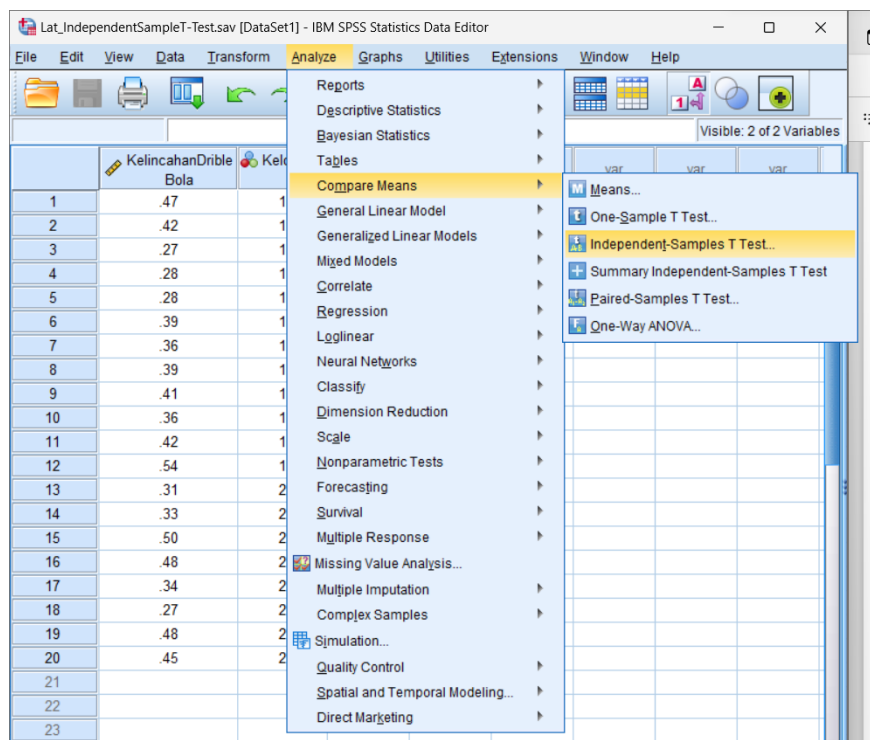 Lat_IndependentSampleT-Test.sav [DataSet1] - IBM SPSS Statistics Data Editor
File Edit View Data Transform Analyze Graphs Utilities Extensions Window Help
Visible: 2 of 2 Variables
KelincahanDrible
Bola
var var var
1 .47 1
2 .42 1
3 .27 1
4 .28 1
5 .28 1
6 .39 1
7 .36 1
8 .39 1
9 .41 1
10 .36 1
11 .42 1
12 .54 1
13 .31 2
14 .33 2
15 .50 2
16 .48 2
17 .34 2
18 .27 2
19 .48 2
20 .45 2
21
22
23
Reports
Descriptive Statistics
Bayesian Statistics
Tables
Compare Means
General Linear Model
Generalized Linear Models
Mixed Models
Correlate
Regression
Loglinear
Neural Networks
Classify
Dimension Reduction
Scale
Nonparametric Tests
Forecasting
Survival
Multiple Response
Missing Value Analysis...
Multiple Imputation
Complex Samples
Simulation...
Quality Control
Spatial and Temporal Modeling...
Direct Marketing
Means...
One-Sample T Test...
Independent-Samples T Test...
Summary Independent-Samples T Test
Paired-Samples T Test...
One-Way ANOVA...